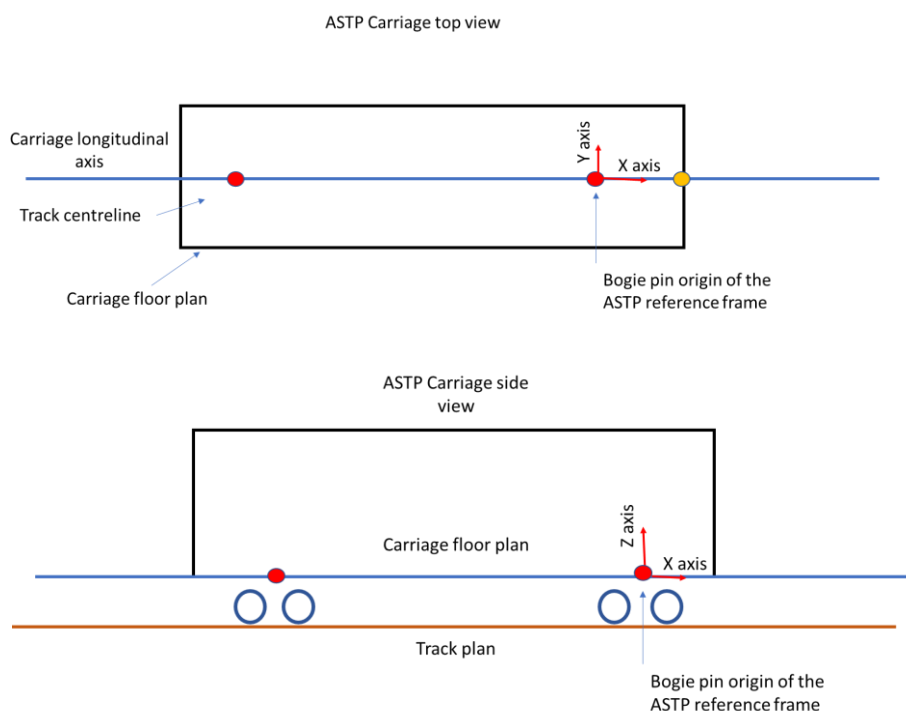 ASTP Carriage top view
Carriage longitudinal
axis
Y axis
X axis
Track centreline
Carriage floor plan
Bogie pin origin of the
ASTP reference frame
ASTP Carriage side
view
Carriage floor plan
Z axis
X axis
Track plan
Bogie pin origin of the
ASTP reference frame